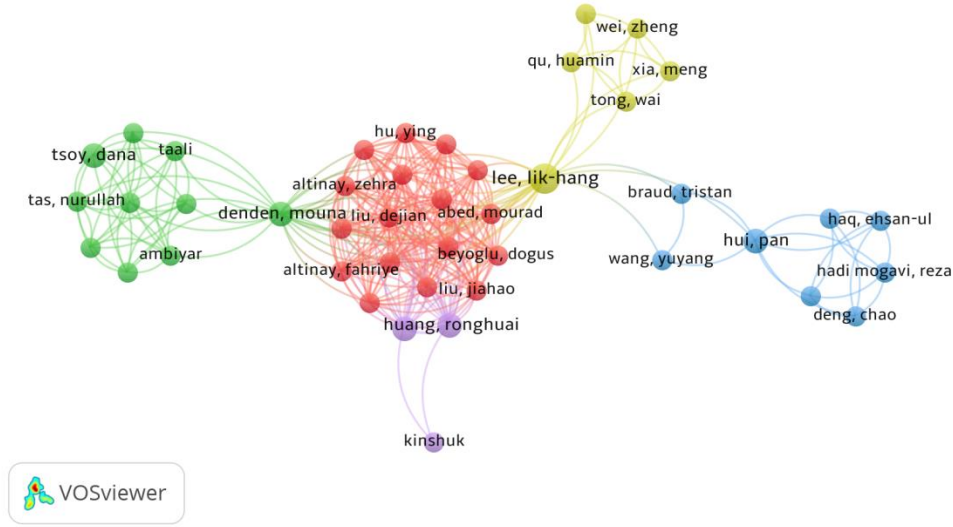 wei, zheng
qu, huamin
xia, meng
tong, wai
hu, ying
tsoy, dana
taali
lee, lik-hang
altinay, zehra
braud, tristan
tas, nurullah
denden, mouna
liu, dejian
abed, mourad
haq, ehsan-ul
hui, pan
ambiyar
beyoglu, dogus
wang, yuyang
altinay, fahriye
hadi mogavi, reza
liu, jiahao
deng, chao
huang, ronghuai
kinshuk
VOSviewer